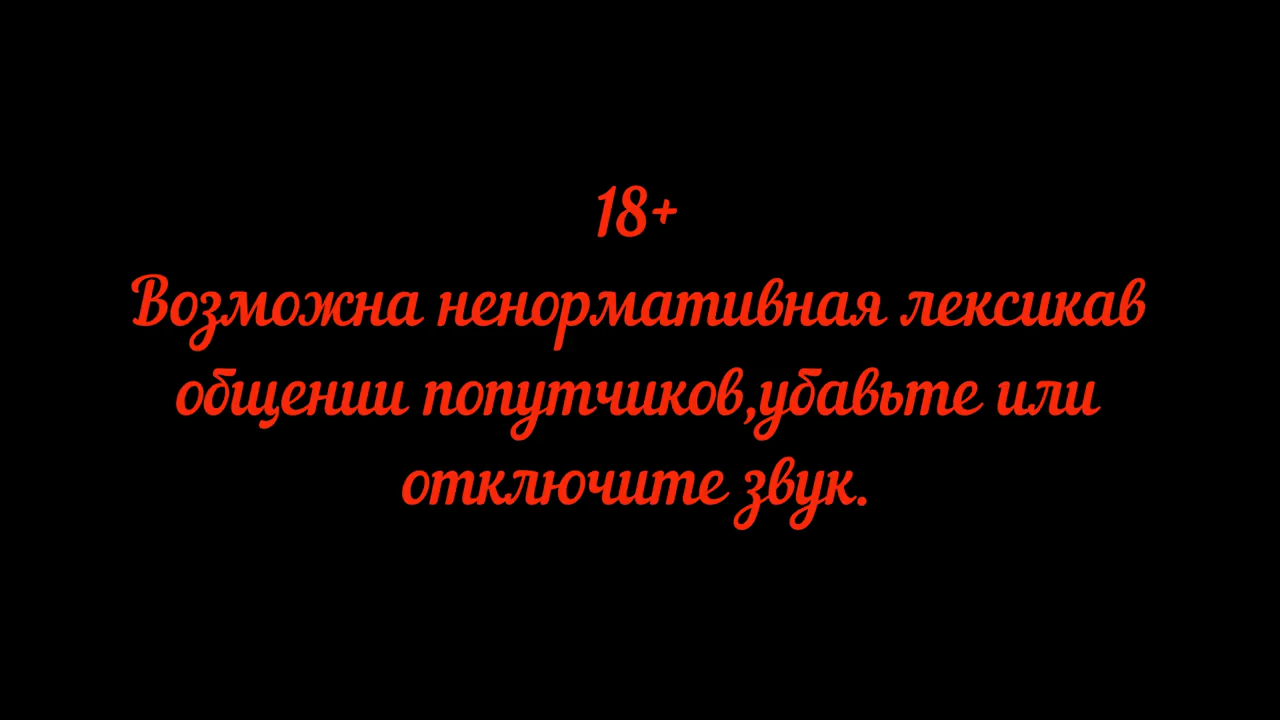 18+
Возможна ненормативная лексикав
общении попутчиков,убавьте или
отключите звук.